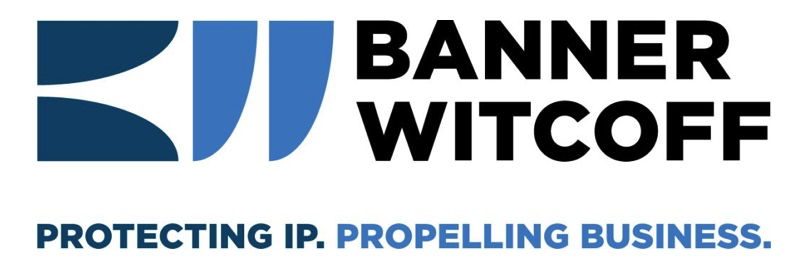 BANNER
WITCOFF
PROTECTING IP. PROPELLING BUSINESS.